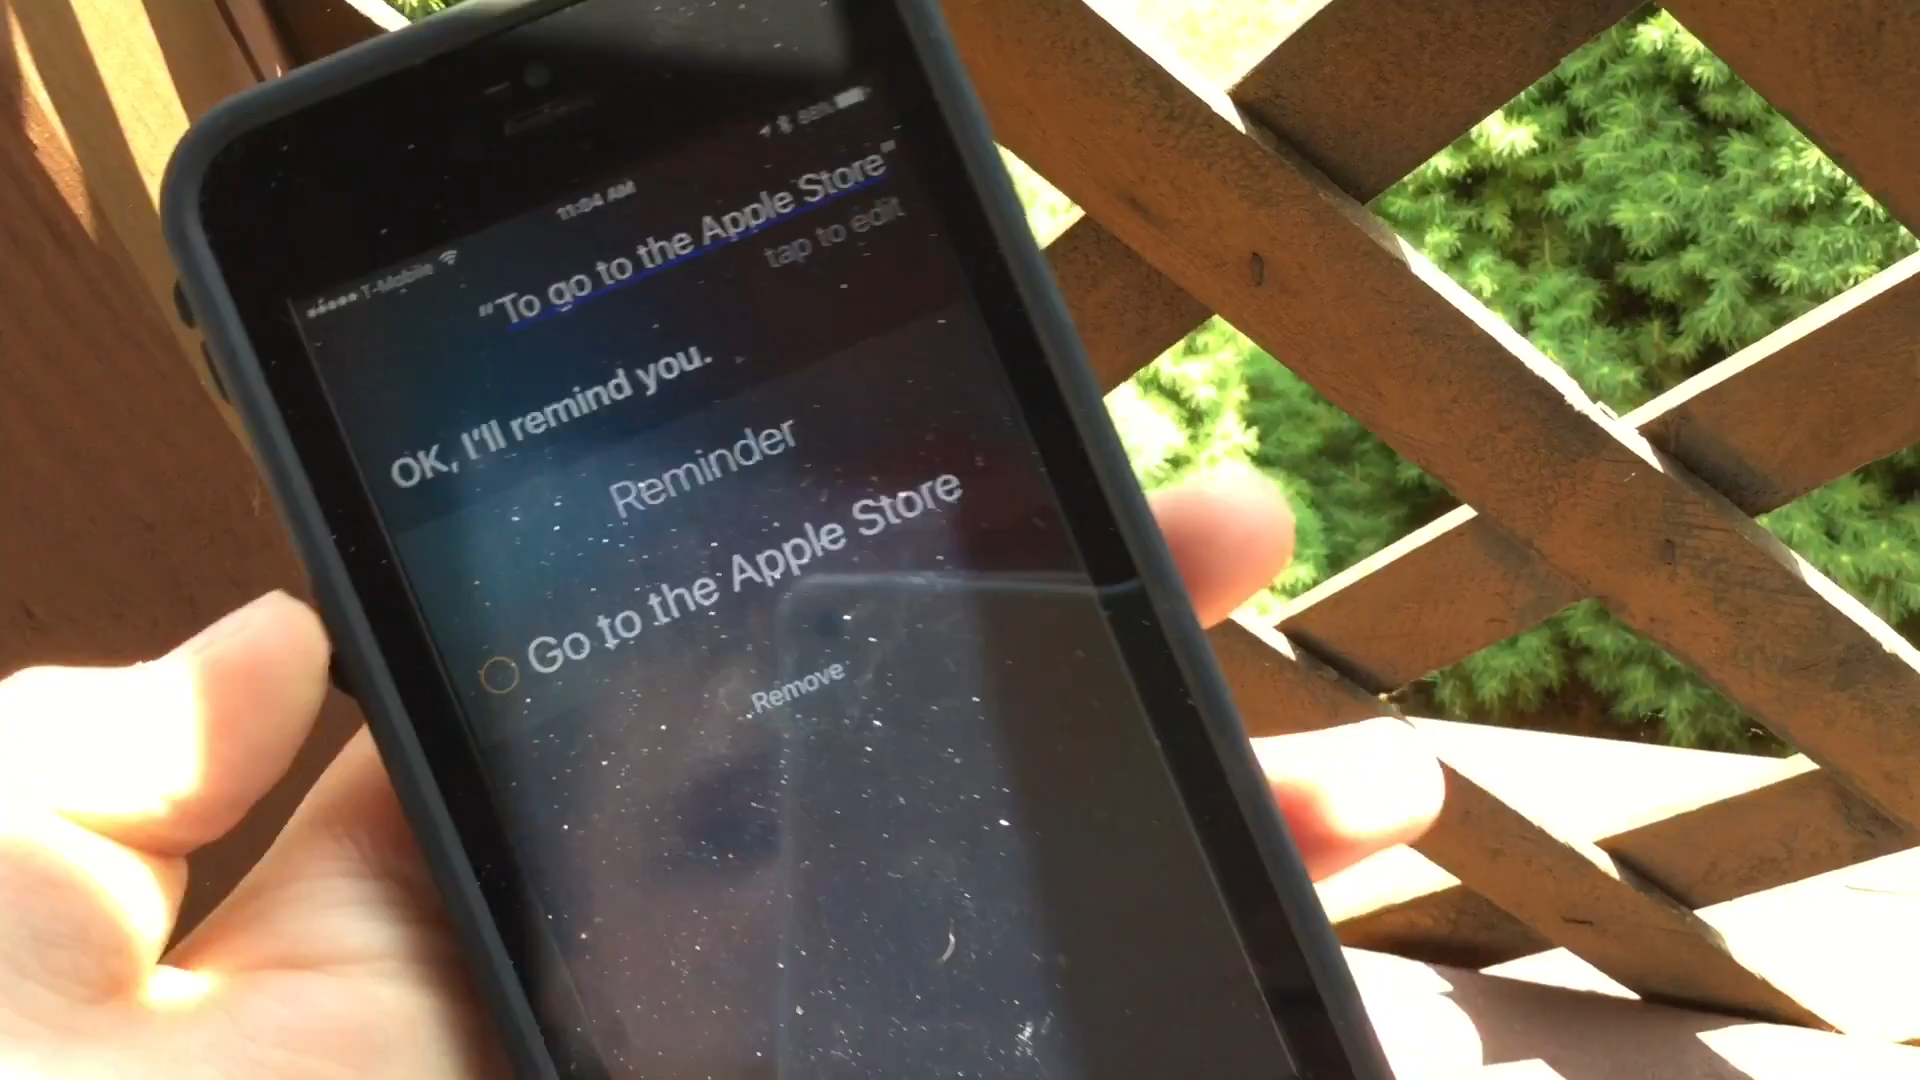 T-Mobile
11:04 AM
“To go to the Apple Store”
tap to edit
OK, I'll remind you.
Reminder
Go to the Apple Store
Remove